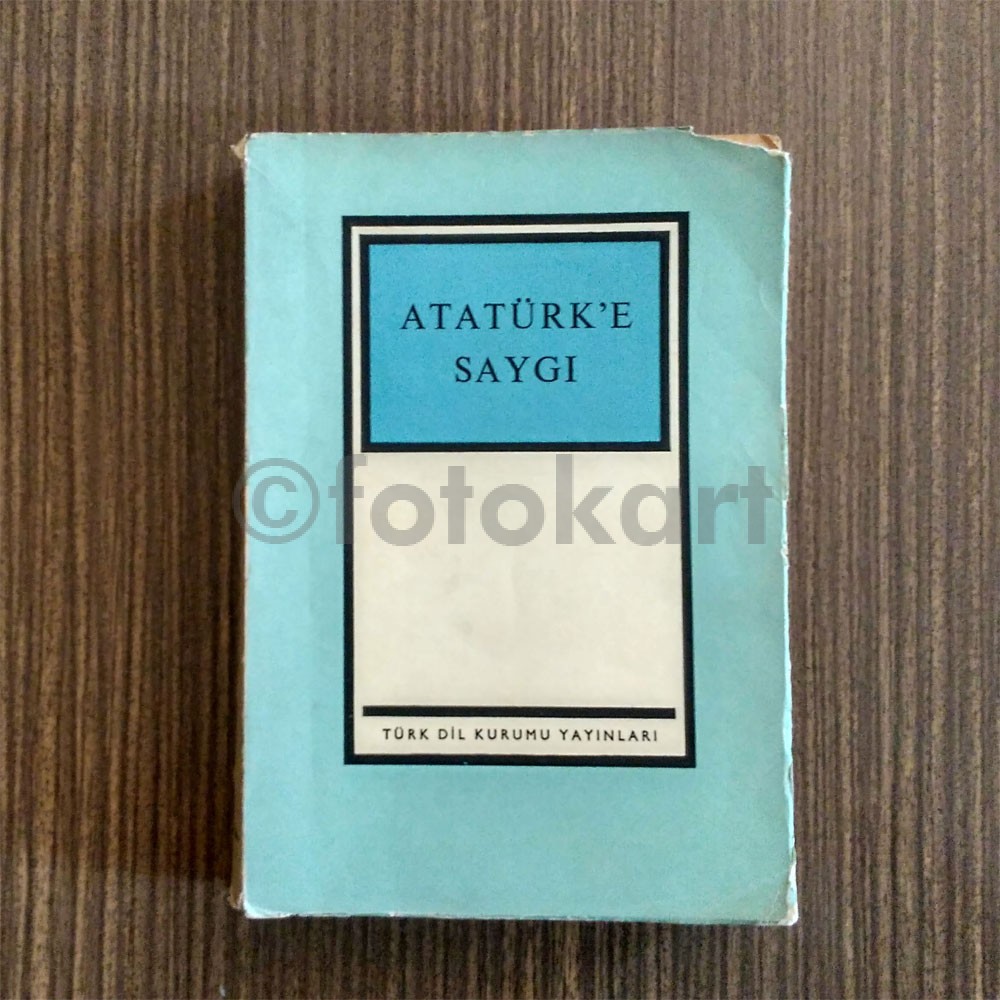 ATATÜRK'E
SAYGI
©fotokart
TÜRK DİL KURUMU YAYINLARI